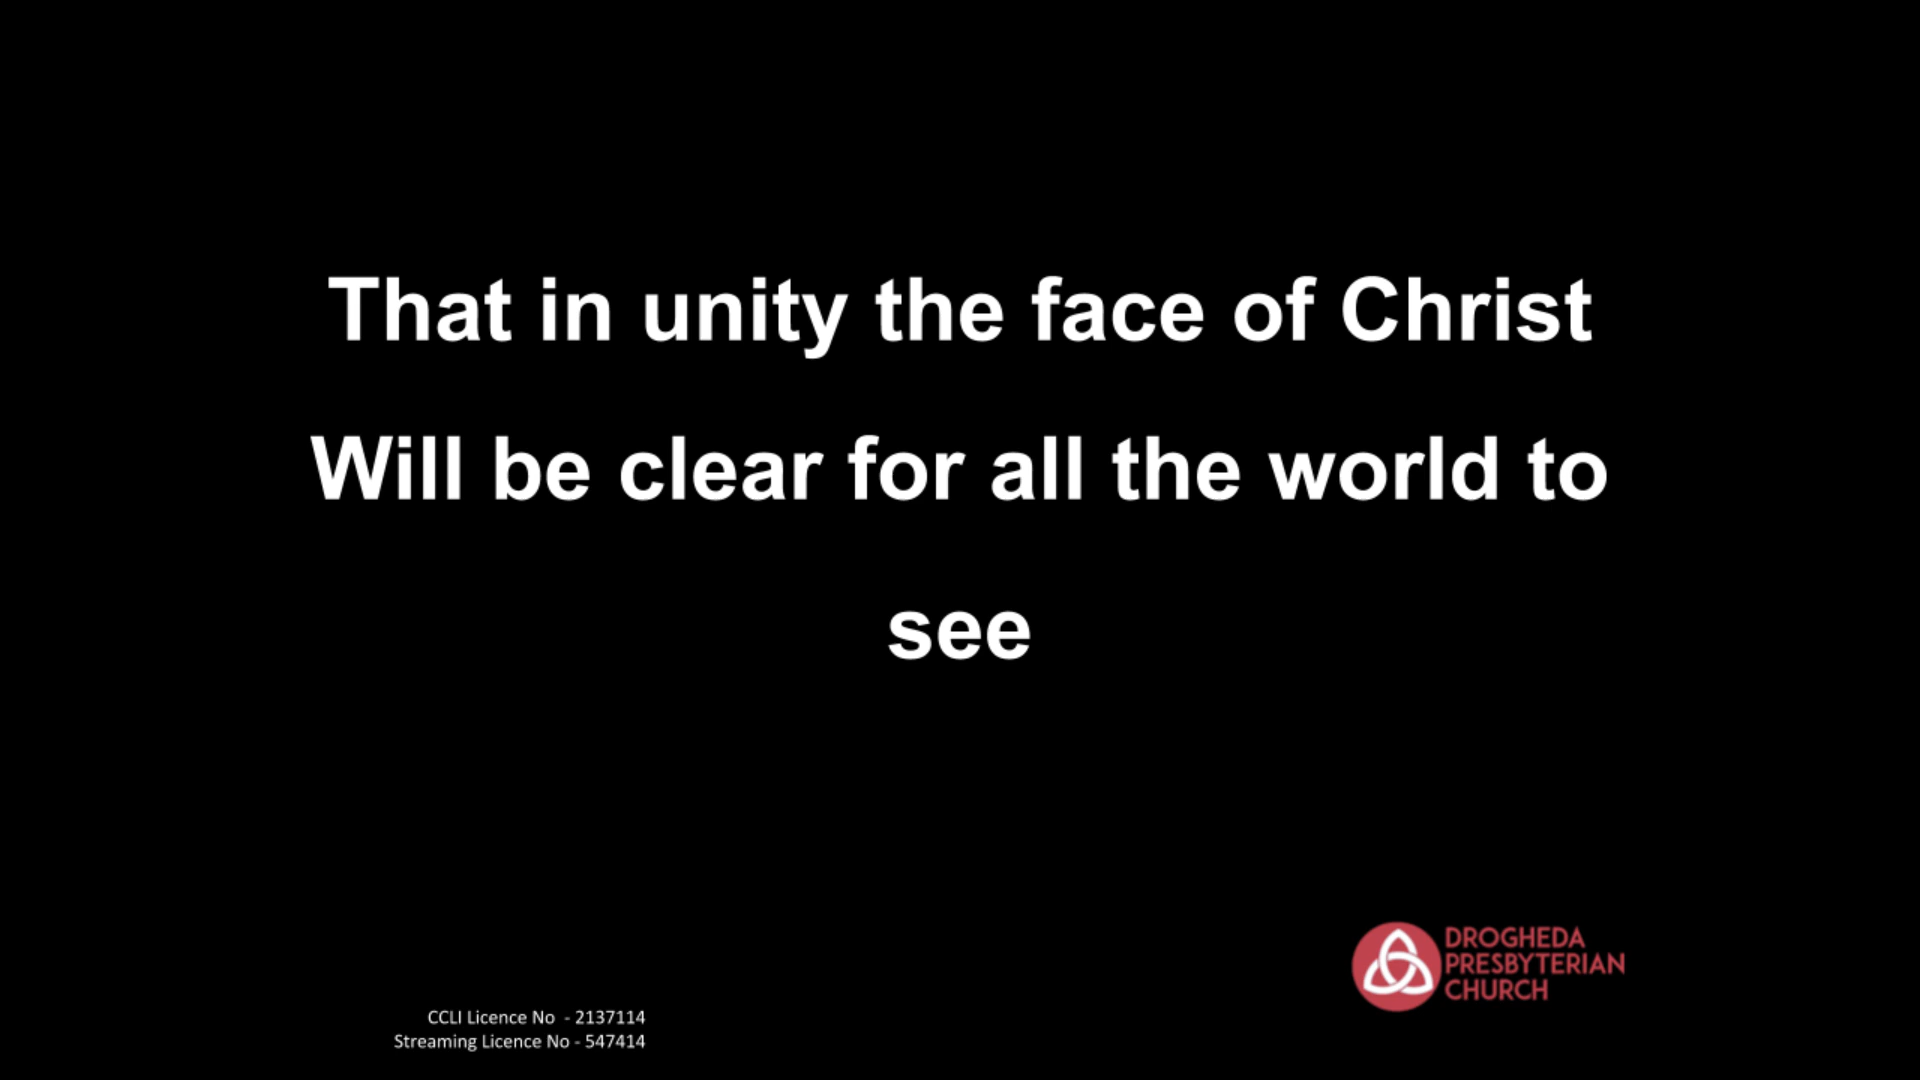 That in unity the face of Christ
Will be clear for all the world to
see
DROGHEDA
PRESBYTERIAN
CHURCH
CCLI Licence No  - 2137114
Streaming Licence No - 547414